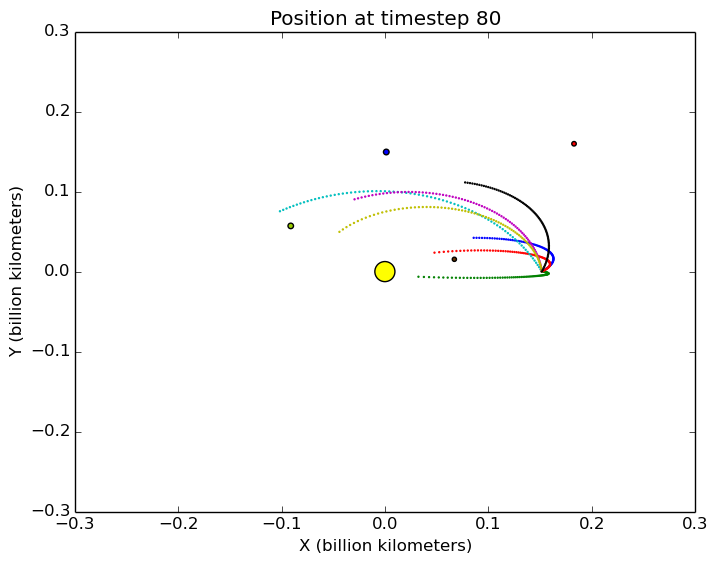 Position at timestep 80
0.3
0.2
0.1
0.0
−0.1
−0.2
−0.3
Y (billion kilometers)
−0.3 −0.2 −0.1 0.0 0.1 0.2 0.3
X (billion kilometers)